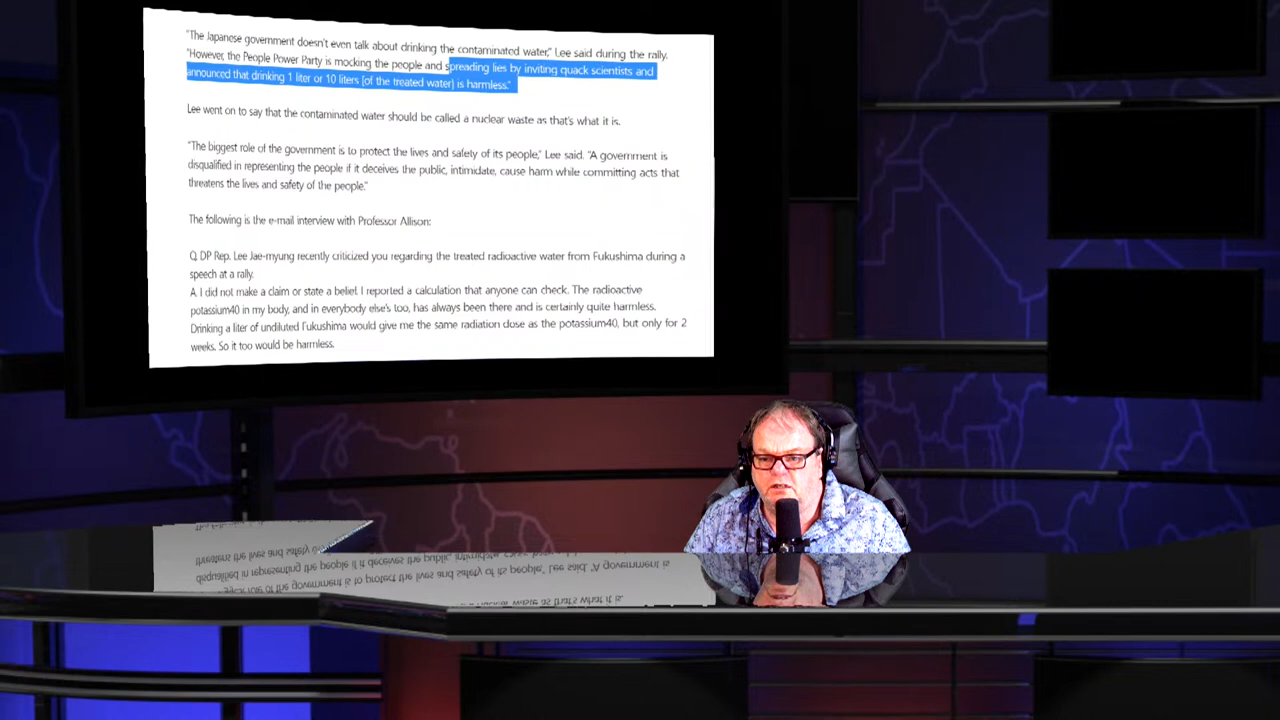 "The Japanese government doesn't even talk about drinking the contaminated water," Lee said during the rally.
"However, the People Power Party is mocking the people and spreading lies by inviting quack scientists and
announced that drinking 1 liter or 10 liters [of the treated water] is harmless."
Lee went on to say that the contaminated water should be called a nuclear waste as that's what it is.
"The biggest role of the government is to protect the lives and safety of its people," Lee said. "A government is
disqualified in representing the people if it deceives the public, intimidate, cause harm while committing acts that
threatens the lives and safety of the people."
The following is the e-mail interview with Professor Allison:
Q. DP Rep. Lee Jae-myung recently criticized you regarding the treated radioactive water from Fukushima during a
speech at a rally.
A. I did not make a claim or state a belief. I reported a calculation that anyone can check. The radioactive
potassium40 in my body, and in everybody else's too, has always been there and is certainly quite harmless.
Drinking a liter of undiluted Fukushima would give me the same radiation dose as the potassium40, but only for 2
weeks. So it too would be harmless.